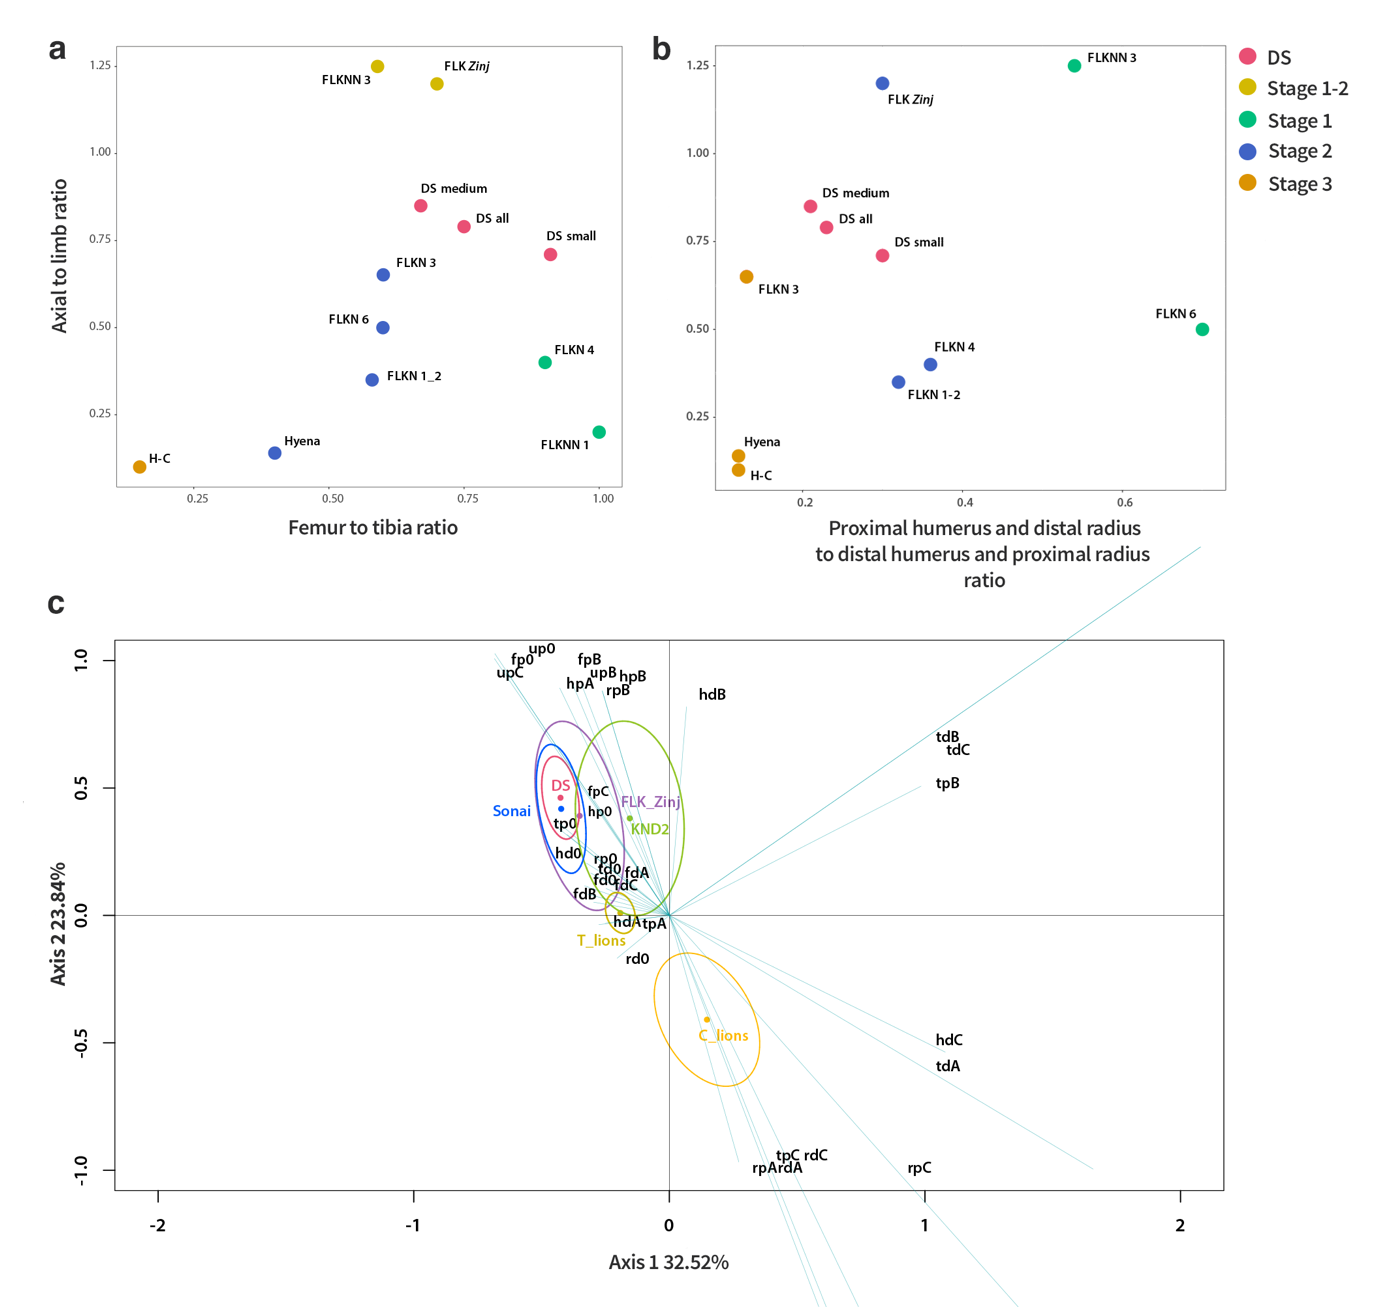 a
1.25
1.00
0.75
0.50
0.25
Axial to limb ratio
FLKNN 3
FLK Zinj
DS medium
DS all
DS small
FLKN 3
FLKN 6
FLKN 4
FLKN 1_2
Hyena
FLKNN 1
H-C
0.25 0.50 0.75 1.00
Femur to tibia ratio
b
1.25
1.00
0.75
0.50
0.25
FLKNN 3
FLK Zinj
DS medium
DS all
DS small
FLKN 3
FLKN 6
FLKN 4
FLKN 1-2
Hyena
H-C
0.2 0.4 0.6
Proximal humerus and distal radius
to distal humerus and proximal radius
ratio
DS
Stage 1-2
Stage 1
Stage 2
Stage 3
c
1.0
0.5
0.0
-0.5
-1.0
Axis 2 23.84%
up0
fp0
upC
fpB
upB
hpB
hpA
rpB
hdB
tdB
tdC
tpB
DS
fpC
FLK_Zinj
Sonai
hp0
tp0
KND2
hd0
rp0
td0
fdA
fd0
fdC
fdB
hdA
tpA
T_lions
rd0
C_lions
hdC
tdA
tpC rdC
rpA
rdA
rpC
-2 -1 0 1 2
Axis 1 32.52%